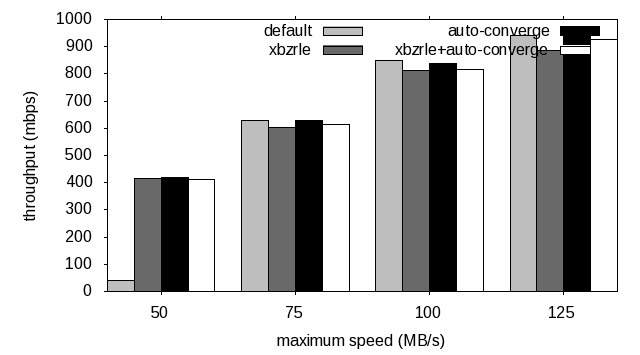 1000
900
800
700
600
500
400
300
200
100
0
throughput (mbps)
default
auto-converge
xbzrle
xbzrle+auto-converge
50
75
100
125
maximum speed (MB/s)